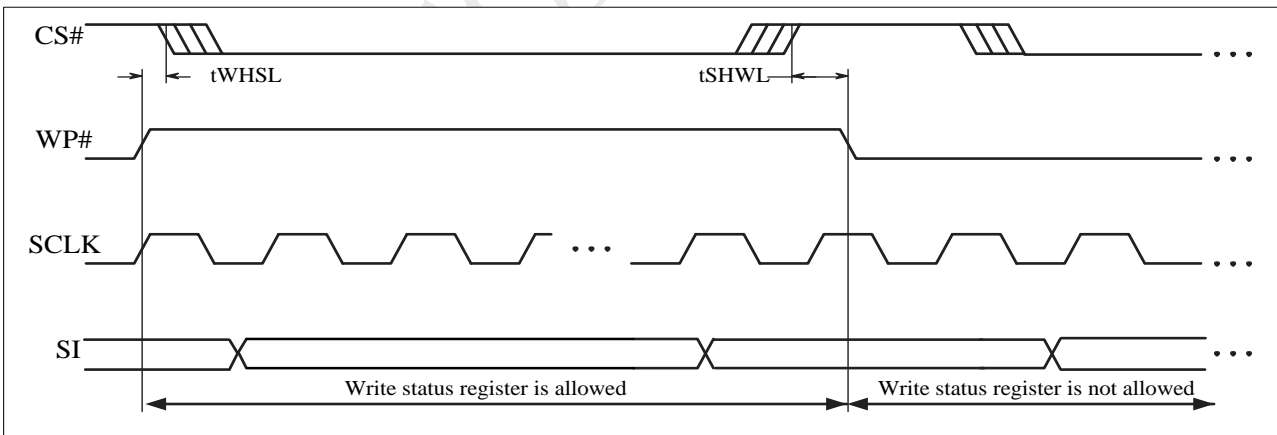 CS#
tWHSL
tSHWL
WP#
SCLK
SI
Write status register is allowed
Write status register is not allowed